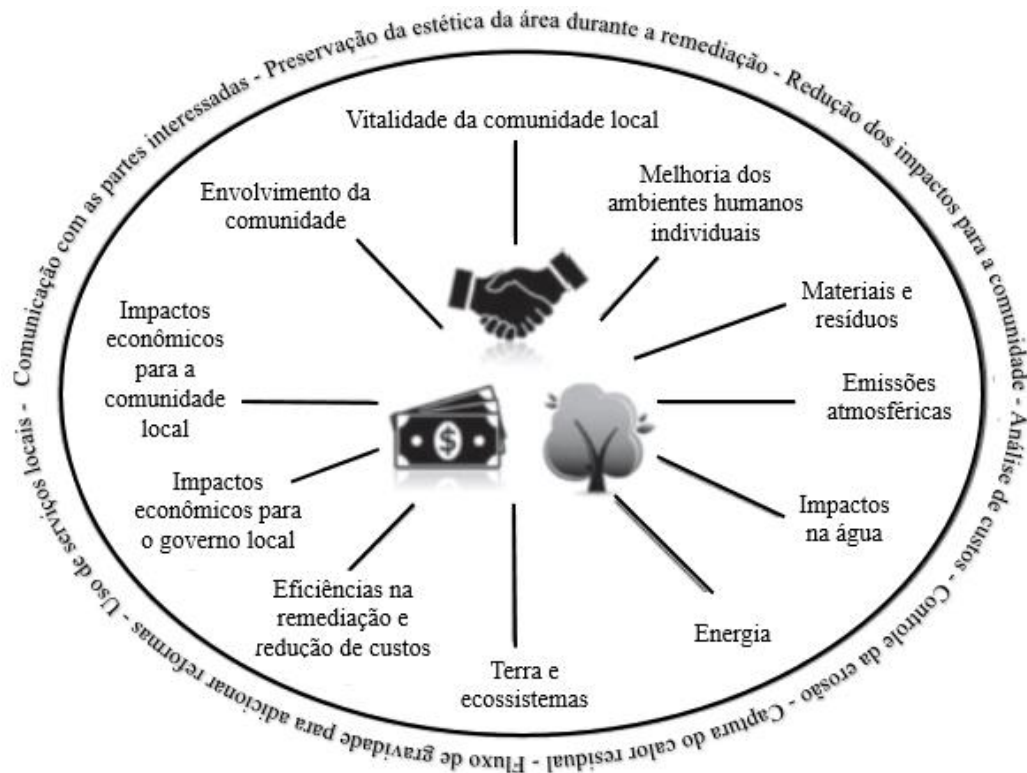 Comunicação com as partes interessadas - Preservação da estética da área durante a remediação - Redução dos impactos para a comunidade - Análise de custos - Controle da erosão - Captura do calor residual - Fluxo de gravidade para adicionar reformas - Uso de serviços locais -
Vitalidade da comunidade local
Envolvimento da
comunidade
Melhoria dos
ambientes humanos
individuais
Materiais e
resíduos
Impactos
econômicos
para a
comunidade
local
Emissões
atmosféricas
Impactos
econômicos para
o governo local
Impactos
na água
Eficiências na
remediação e
redução de custos
Energia
Terra e
ecossistemas
$